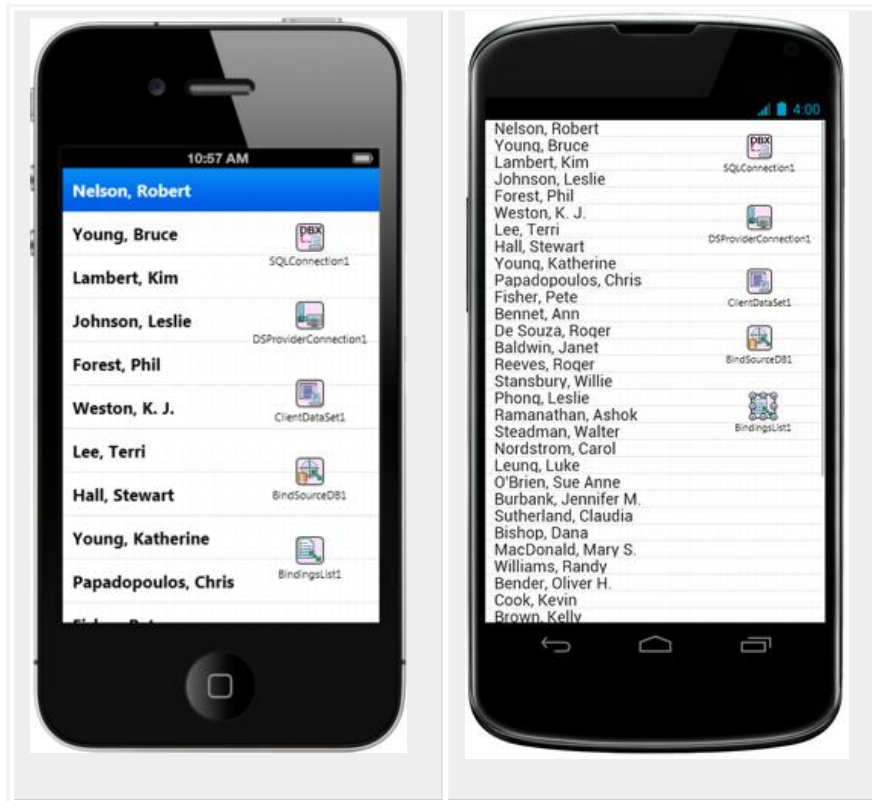 10:57 AM
Nelson, Robert
Young, Bruce
DBX
SQLConnection1
Lambert, Kim
Johnson, Leslie
DSProviderConnection1
Forest, Phil
Weston, K. J.
ClientDataSet1
Lee, Terri
Hall, Stewart
BindSourceDB1
Young, Katherine
Papadopoulos, Chris
BindingsList1
4:00
Nelson, Robert
Young, Bruce
DBX
Lambert, Kim
SQLConnection1
Johnson, Leslie
Forest, Phil
Weston, K. J.
Lee, Terri
DSProviderConnection1
Hall, Stewart
Young, Katherine
Papadopoulos, Chris
Fisher, Pete
ClientDataSet1
Bennet, Ann
De Souza, Roger
Baldwin, Janet
BindSourceDB1
Reeves, Roger
Stansbury, Willie
Phong, Leslie
Ramanathan, Ashok
Steadman, Walter
BindingsList1
Nordstrom, Carol
Leung, Luke
O'Brien, Sue Anne
Burbank, Jennifer M.
Sutherland, Claudia
Bishop, Dana
MacDonald, Mary S.
Williams, Randy
Bender, Oliver H.
Cook, Kevin
Brown, Kelly